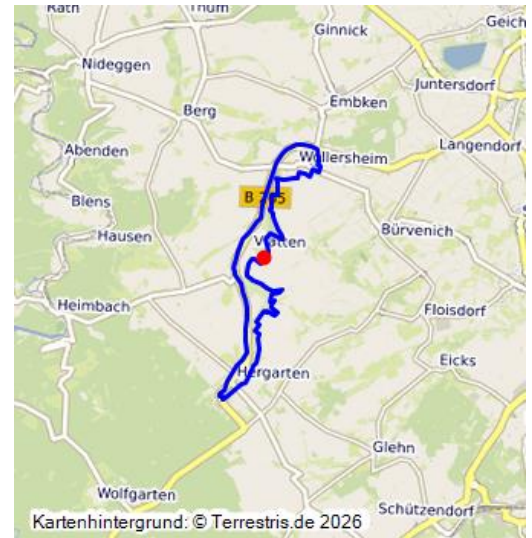 Rath
Thum
Ginnick
Geich
Nideggen
Juntersdorf
Berg
Embken
Abenden
Wollersheim
Langendorf
Blens
B 265
Hausen
Vlatten
Bürvenich
Heimbach
Floisdorf
Hergarten
Eicks
Glehn
Wolfgarten
Schützendorf
Kartenhintergrund: © Terrestris.de 2026